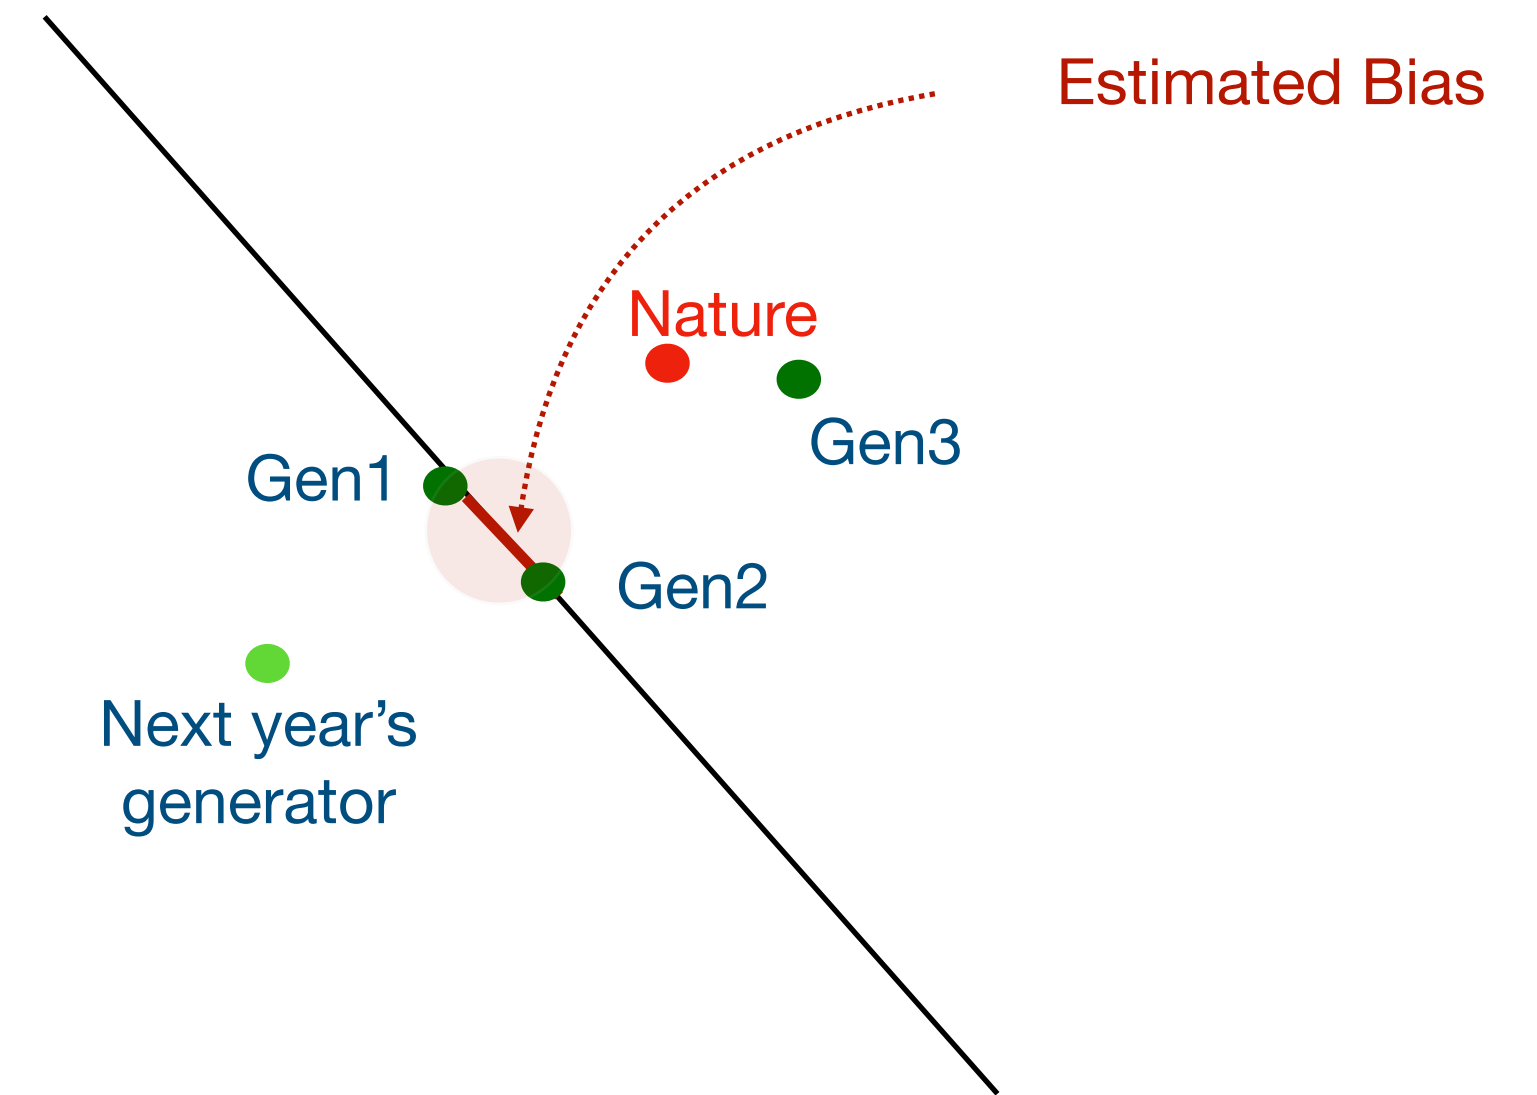 Estimated Bias
Nature
Gen3
Gen1
Gen2
Next year’s
generator